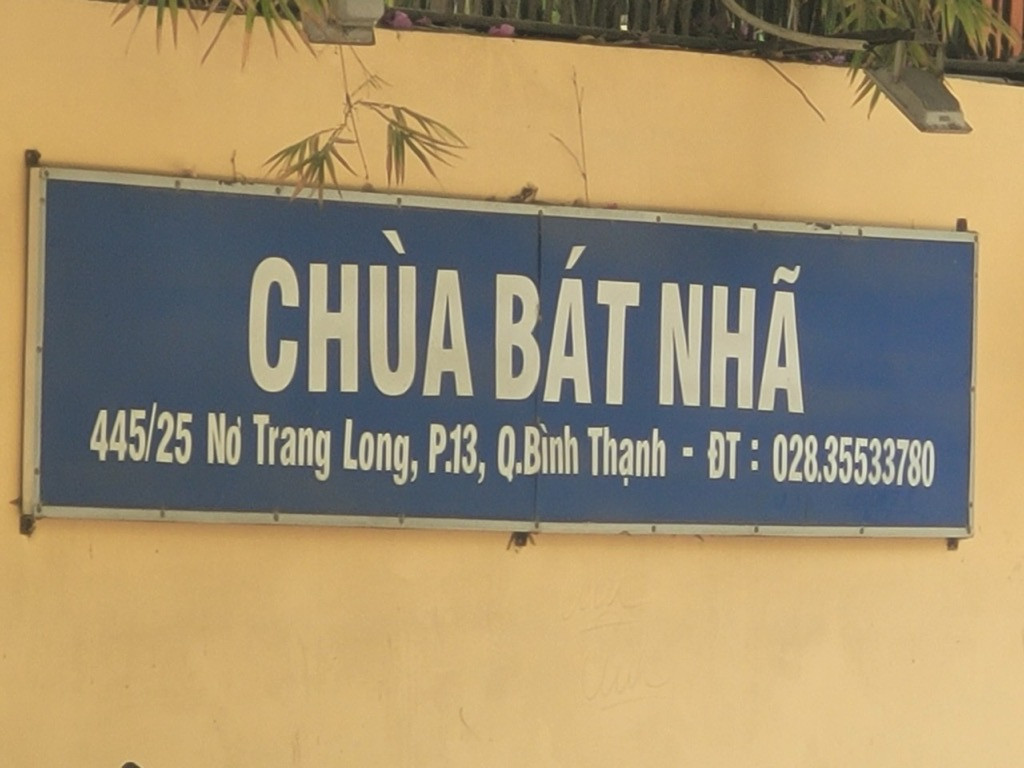 CHÙA BÁT NHÃ
445/25 Nơ Trang Long, P.13, Q.Bình Thạnh - ĐT : 028.35533780